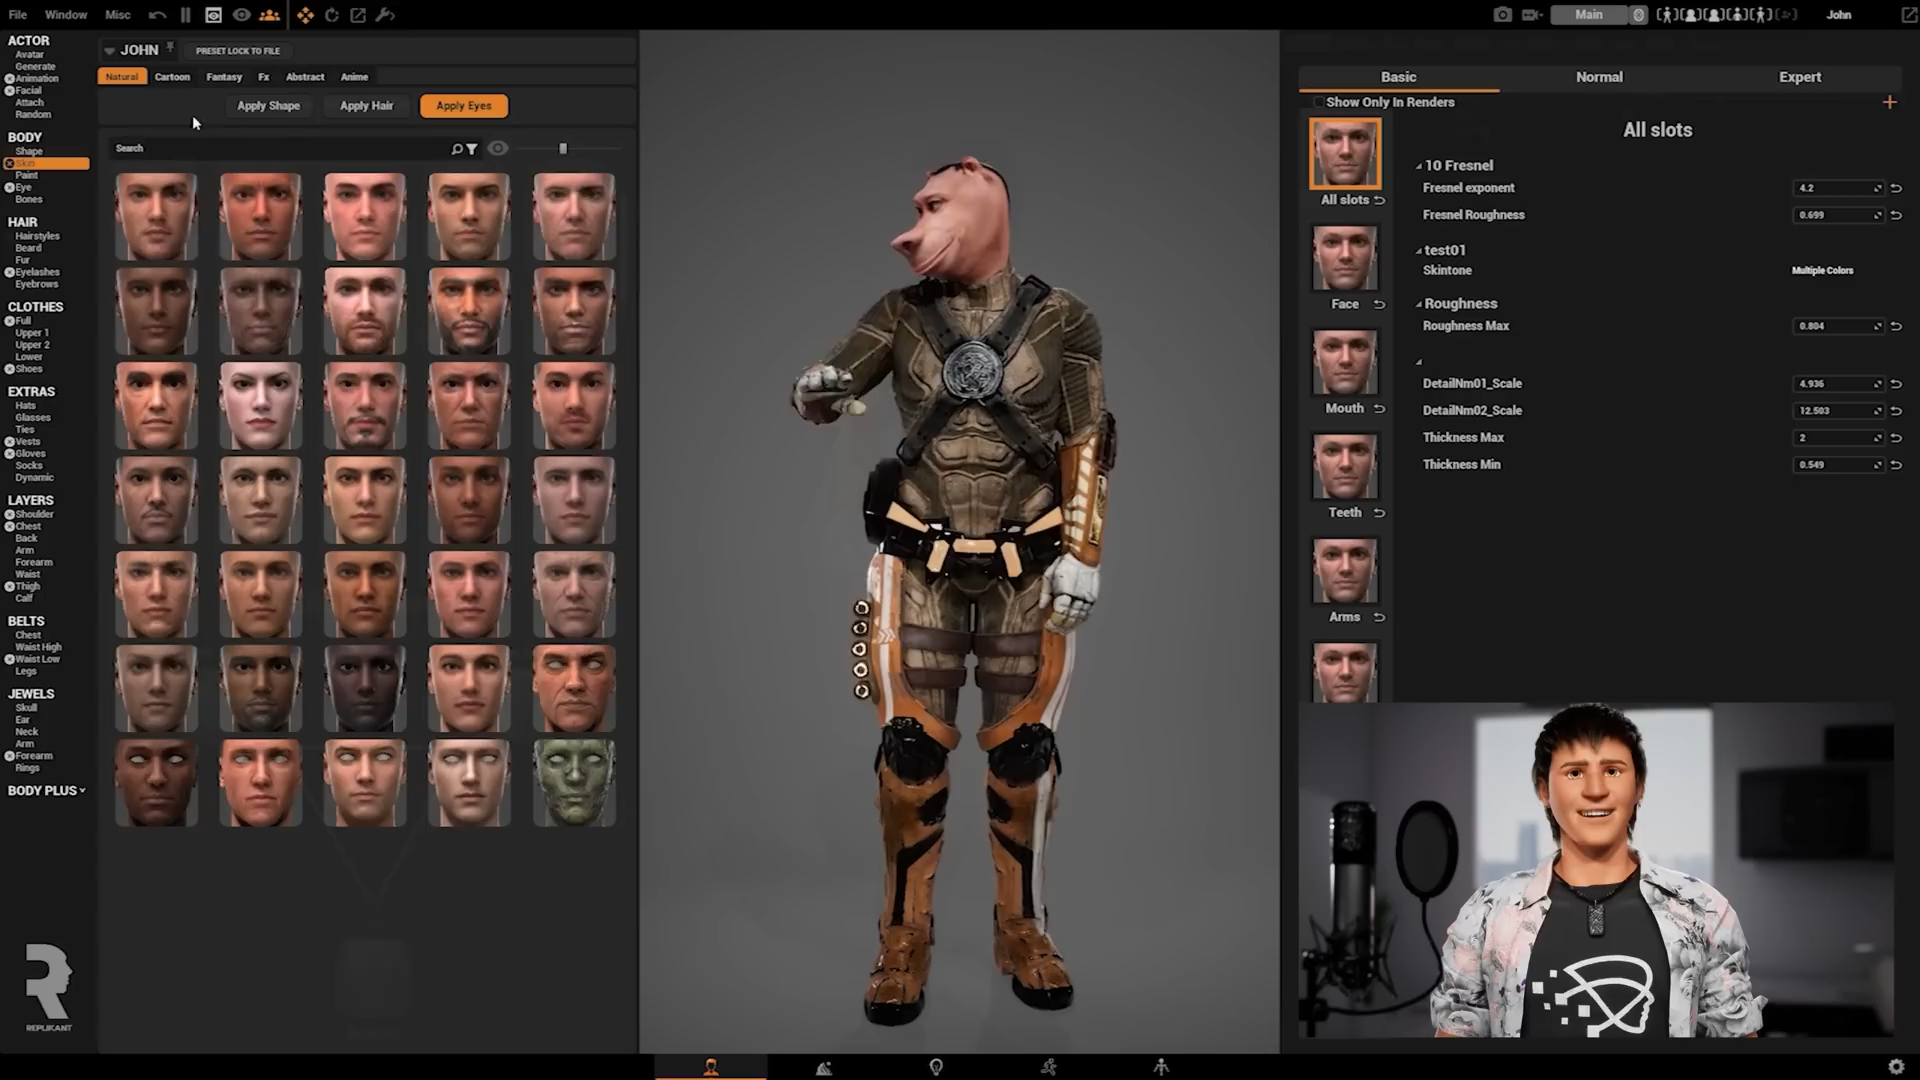 File Window Misc
Main
John
ACTOR
Avatar
Generate
Animation
Facial
Attach
Random
BODY
Shape
Skin
Paint
Eye
Bones
HAIR
Hairstyles
Beard
Fur
Eyelashes
Eyebrows
CLOTHES
Full
Upper 1
Upper 2
Lower
Shoes
EXTRAS
Hats
Glasses
Ties
Vests
Gloves
Socks
Dynamic
LAYERS
Shoulder
Chest
Back
Arm
Forearm
Waist
Thigh
Calf
BELTS
Chest
Waist High
Waist Low
Legs
JEWELS
Skull
Ear
Neck
Arm
Forearm
Rings
BODY PLUS
REPLIKANT
JOHN PRESET LOCK TO FILE
Natural Cartoon Fantasy Fx Abstract Anime
Apply Shape Apply Hair Apply Eyes
Search
Basic Normal Expert
Show Only In Renders
All slots
Face
Mouth
Teeth
Arms
All slots
10 Fresnel
Fresnel exponent 4.2
Fresnel Roughness 0.699
test01
Skintone Multiple Colors
Roughness
Roughness Max 0.804
DetailNm01_Scale 4.936
DetailNm02_Scale 12.503
Thickness Max 2
Thickness Min 0.549